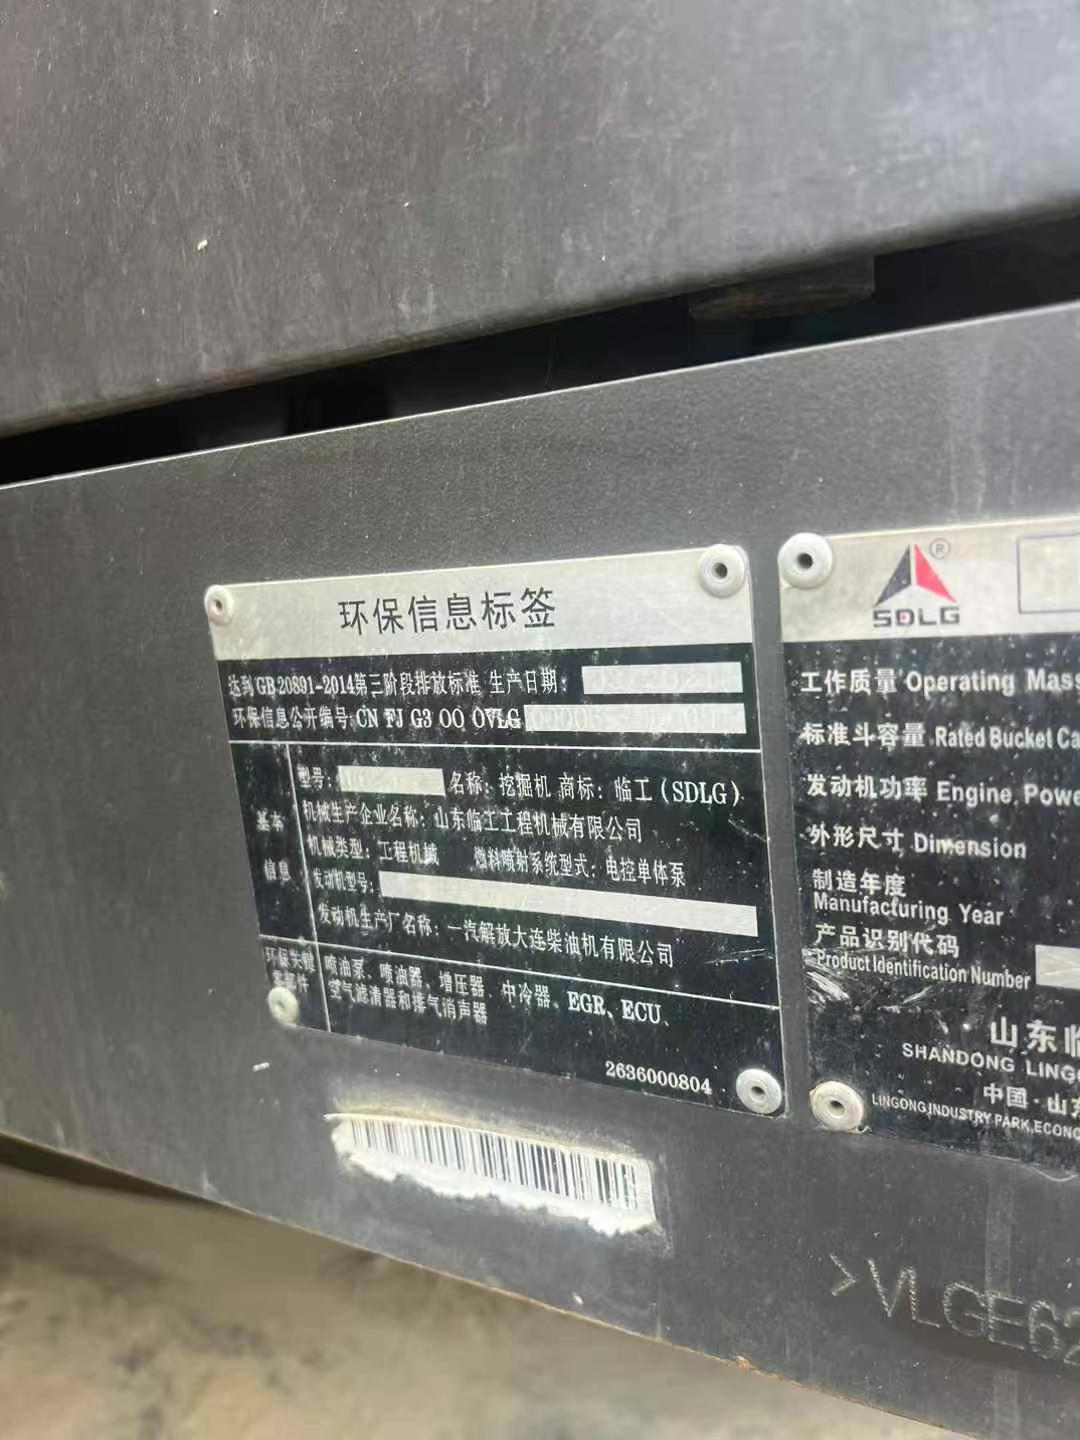 环保信息标签
达到GB 20891-2014第三阶段排放标准 生产日期:
环保信息公开编号: CN FJ G3 00 0VLG
基本
信息
型号: 名称: 挖掘机 商标: 临工(SDLG)
机械生产企业名称: 山东临工工程机械有限公司
机械类型: 工程机械 燃料喷射系统型式: 电控单体泵
发动机型号:
发动机生产厂名称: 一汽解放大连柴油机有限公司
喷油泵、喷油器、增压器、中冷器、EGR、ECU、
空气滤清器和排气消声器
2636000804
SDLG
工作质量 Operating Mass
标准斗容量 Rated Bucket Ca
发动机功率 Engine Powe
外形尺寸 Dimension
制造年度
Manufacturing Year
产品识别代码
Product Identification Number
山东临
SHANDONG LING
中国·山东
LINGONG INDUSTRY PARK, ECONO
>VLGE62